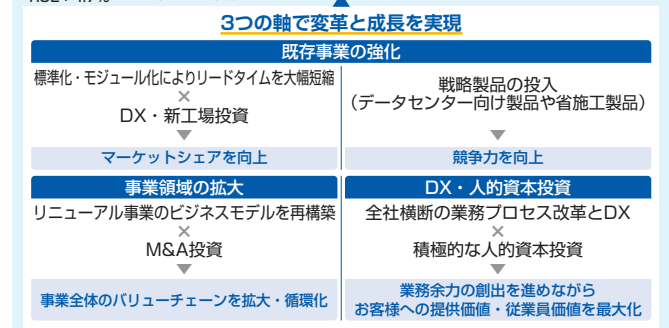 3つの軸で変革と成長を実現
既存事業の強化
標準化・モジュール化によりリードタイムを大幅短縮
×
DX・新工場投資
マーケットシェアを向上
戦略製品の投入
(データセンター向け製品や省施工製品)
競争力を向上
事業領域の拡大
リニューアル事業のビジネスモデルを再構築
×
M&A投資
事業全体のバリューチェーンを拡大・循環化
DX・人的資本投資
全社横断の業務プロセス改革とDX
×
積極的な人的資本投資
業務余力の創出を進めながら
お客様への提供価値・従業員価値を最大化